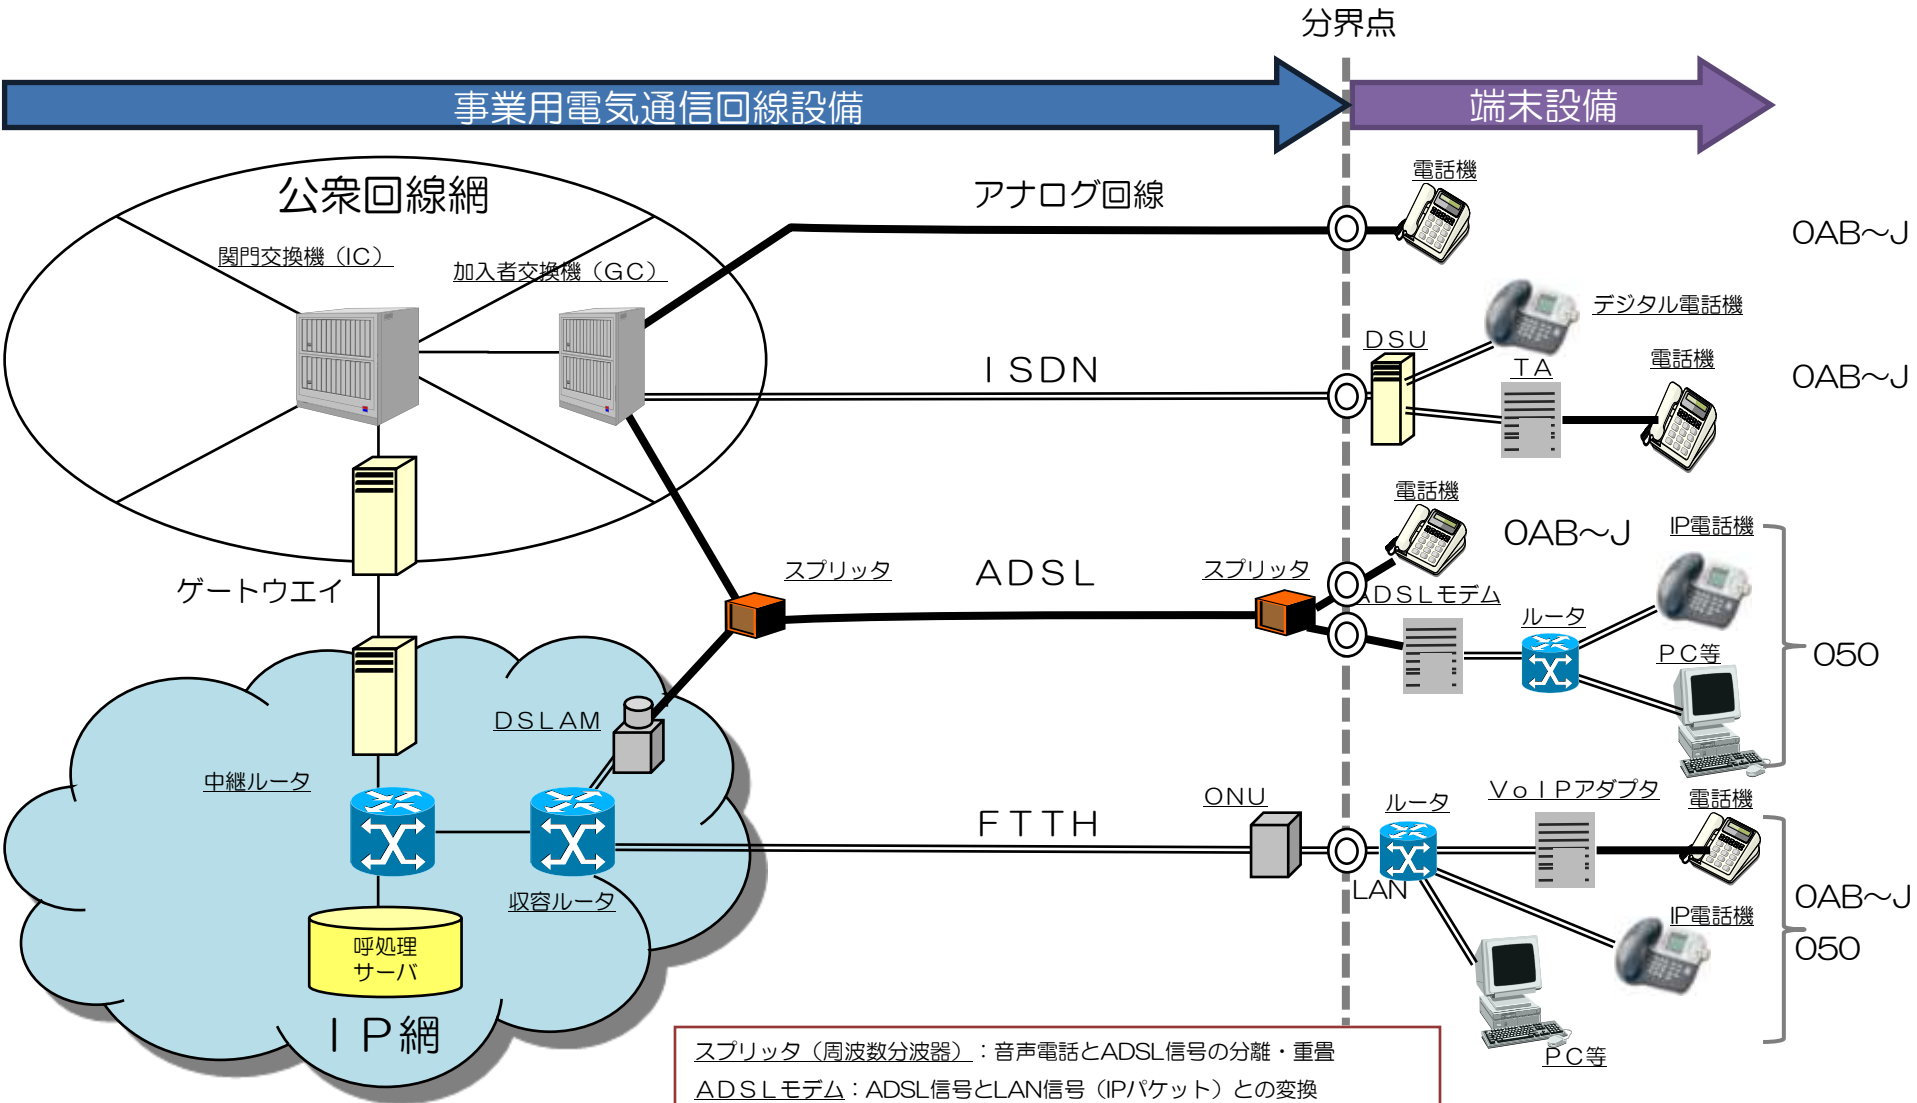 分界点
事業用電気通信回線設備
端末設備
公衆回線網
関門交換機（IC）
加入者交換機（GC）
アナログ回線
電話機
0AB～J
デジタル電話機
DSU
TA
電話機
ISDN
0AB～J
電話機
0AB～J
IP電話機
ゲートウエイ
スプリッタ
ADSL
スプリッタ
ADSLモデム
ルータ
PC等
050
DSLAM
中継ルータ
収容ルータ
FTTH
ONU
ルータ
LAN
VoIPアダプタ
電話機
0AB～J
IP電話機
050
PC等
呼処理
サーバ
IP網
スプリッタ（周波数分波器）：音声電話とADSL信号の分離・重畳
ADSLモデム：ADSL信号とLAN信号（IPパケット）との変換